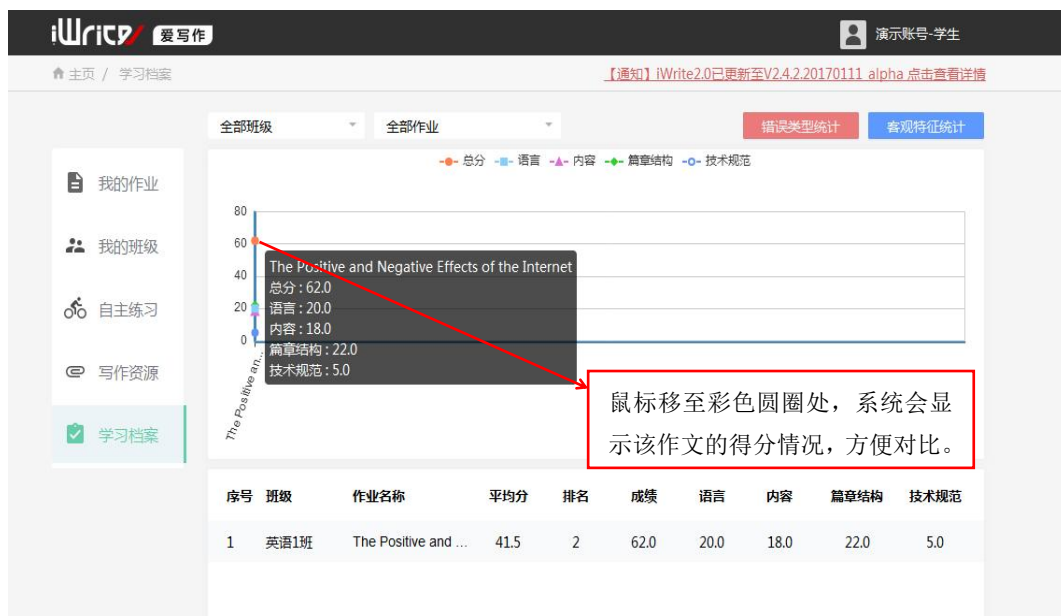 iWrite 爱写作
演示账号-学生
主页 / 学习档案
【通知】iWrite2.0已更新至V2.4.2.20170111 alpha 点击查看详情
全部班级 全部作业
错误类型统计 客观特征统计
总分 语言 内容 篇章结构 技术规范
我的作业
我的班级
自主练习
写作资源
学习档案
80
60
40
20
0
The Positive an...
The Positive and Negative Effects of the Internet
总分 : 62.0
语言 : 20.0
内容 : 18.0
篇章结构 : 22.0
技术规范 : 5.0
鼠标移至彩色圆圈处，系统会显
示该作文的得分情况，方便对比。
序号 班级 作业名称 平均分 排名 成绩 语言 内容 篇章结构 技术规范
1 英语1班 The Positive and ... 41.5 2 62.0 20.0 18.0 22.0 5.0